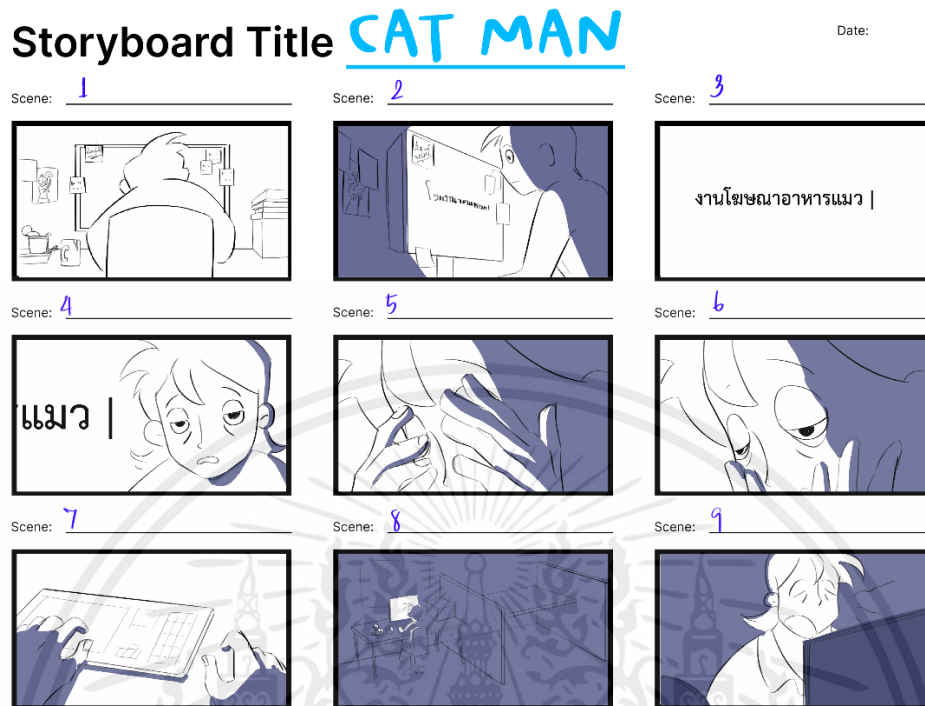 Storyboard Title CAT MAN
Date:
Scene: 1
Scene: 2
Scene: 3
งานโฆษณาอาหารแมว |
Scene: 4
Scene: 5
Scene: 6
แมว |
Scene: 7
Scene: 8
Scene: 9